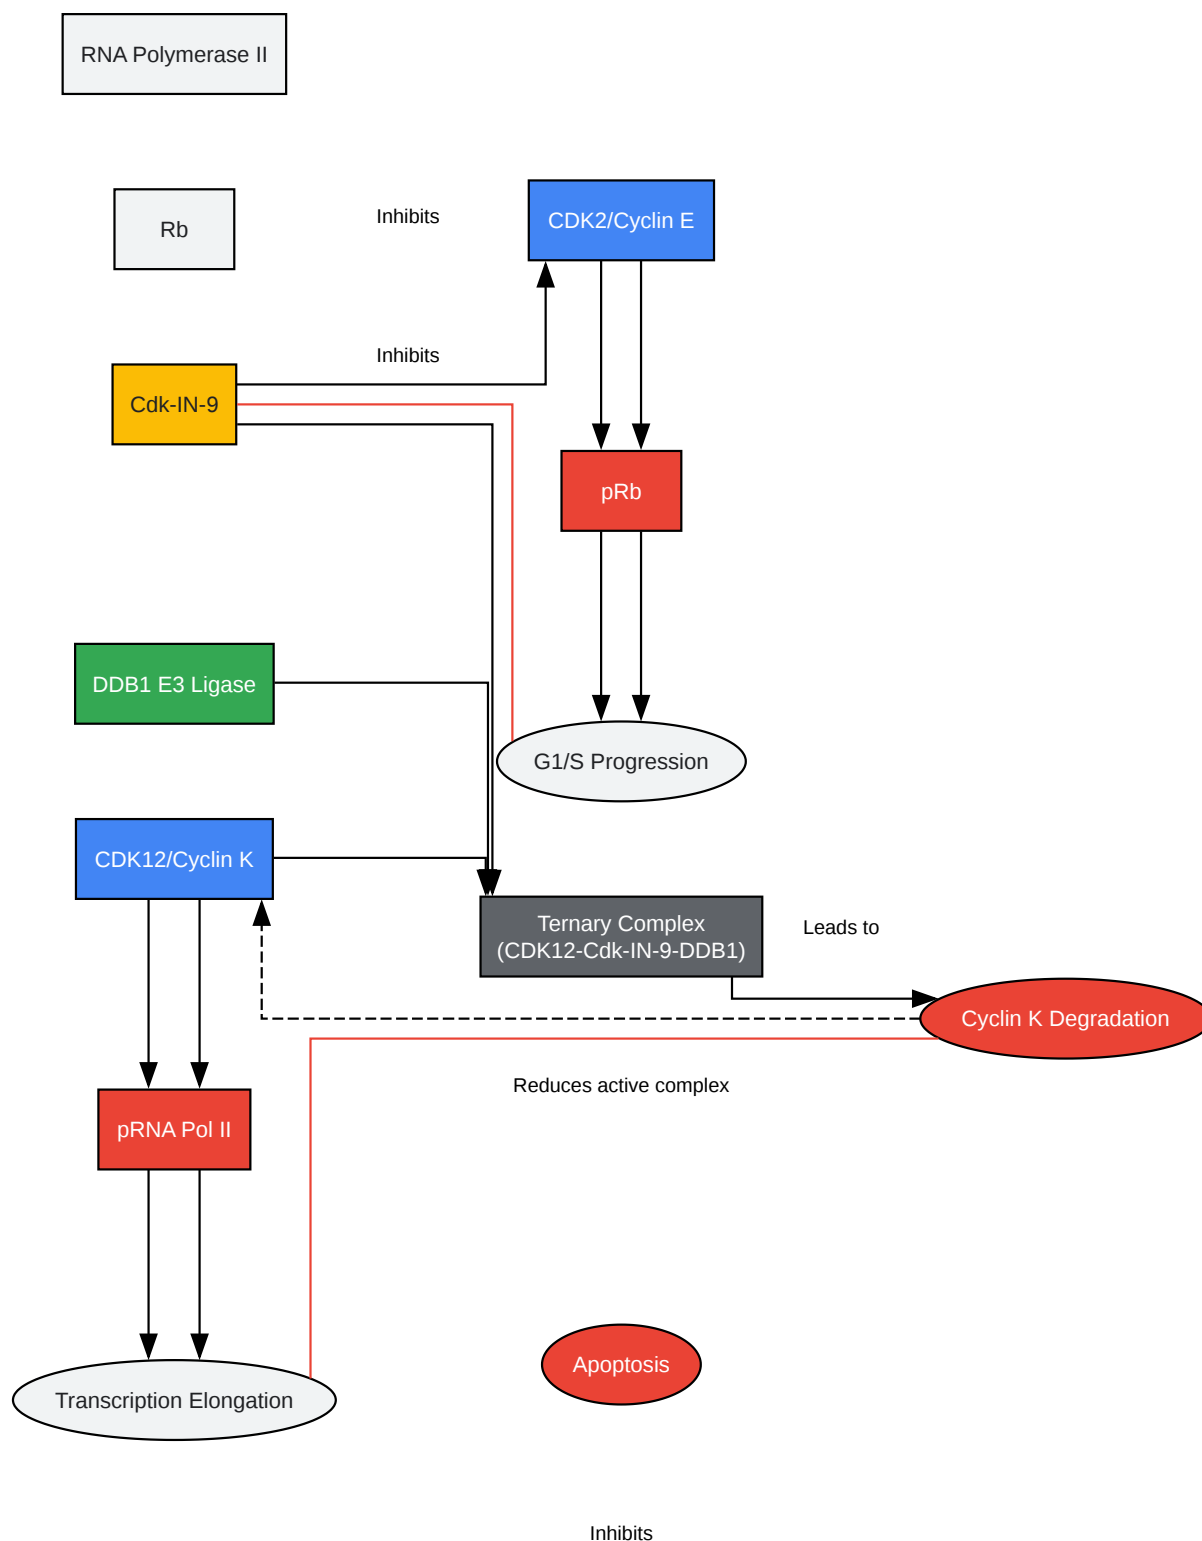 RNA Polymerase II
Rb
Inhibits
CDK2/Cyclin E
Inhibits
Cdk-IN-9
pRb
DDB1 E3 Ligase
G1/S Progression
CDK12/Cyclin K
Ternary Complex
(CDK12-Cdk-IN-9-DDB1)
Leads to
Cyclin K Degradation
Reduces active complex
pRNA Pol II
Apoptosis
Transcription Elongation
Inhibits